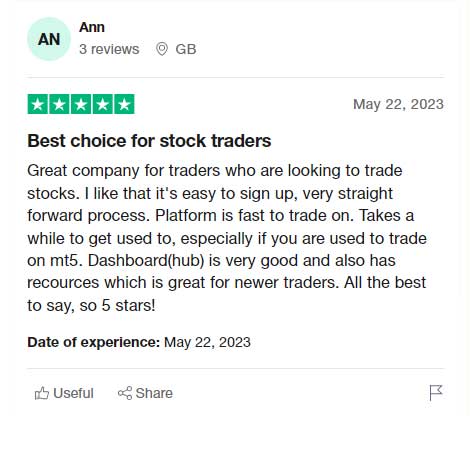 AN
Ann
3 reviews GB
May 22, 2023
Best choice for stock traders
Great company for traders who are looking to trade
stocks. I like that it's easy to sign up, very straight
forward process. Platform is fast to trade on. Takes a
while to get used to, especially if you are used to trade
on mt5. Dashboard(hub) is very good and also has
recources which is great for newer traders. All the best
to say, so 5 stars!
Date of experience: May 22, 2023
Useful Share